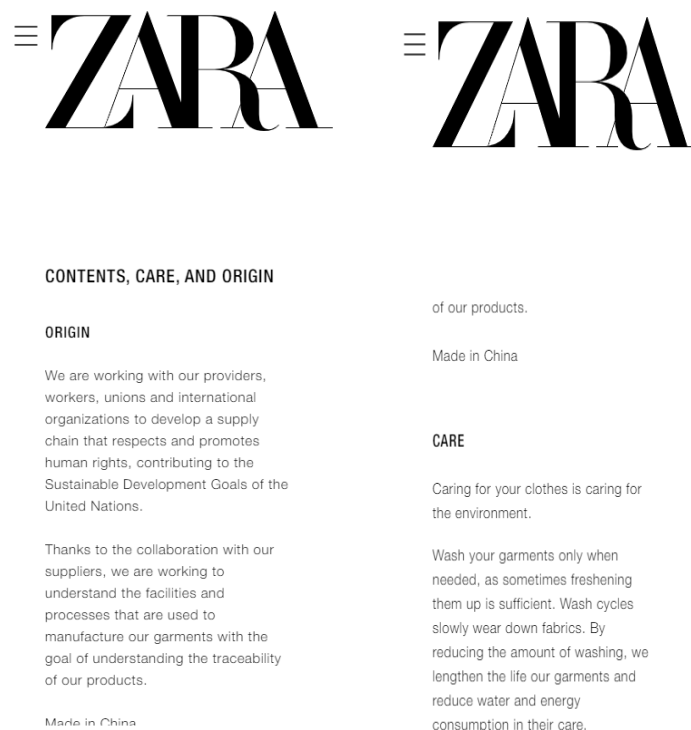 ZARA
CONTENTS, CARE, AND ORIGIN
ORIGIN
We are working with our providers,
workers, unions and international
organizations to develop a supply
chain that respects and promotes
human rights, contributing to the
Sustainable Development Goals of the
United Nations.
Thanks to the collaboration with our
suppliers, we are working to
understand the facilities and
processes that are used to
manufacture our garments with the
goal of understanding the traceability
of our products.
Made in China
ZARA
of our products.
Made in China
CARE
Caring for your clothes is caring for
the environment.
Wash your garments only when
needed, as sometimes freshening
them up is sufficient. Wash cycles
slowly wear down fabrics. By
reducing the amount of washing, we
lengthen the life our garments and
reduce water and energy
consumption in their care.